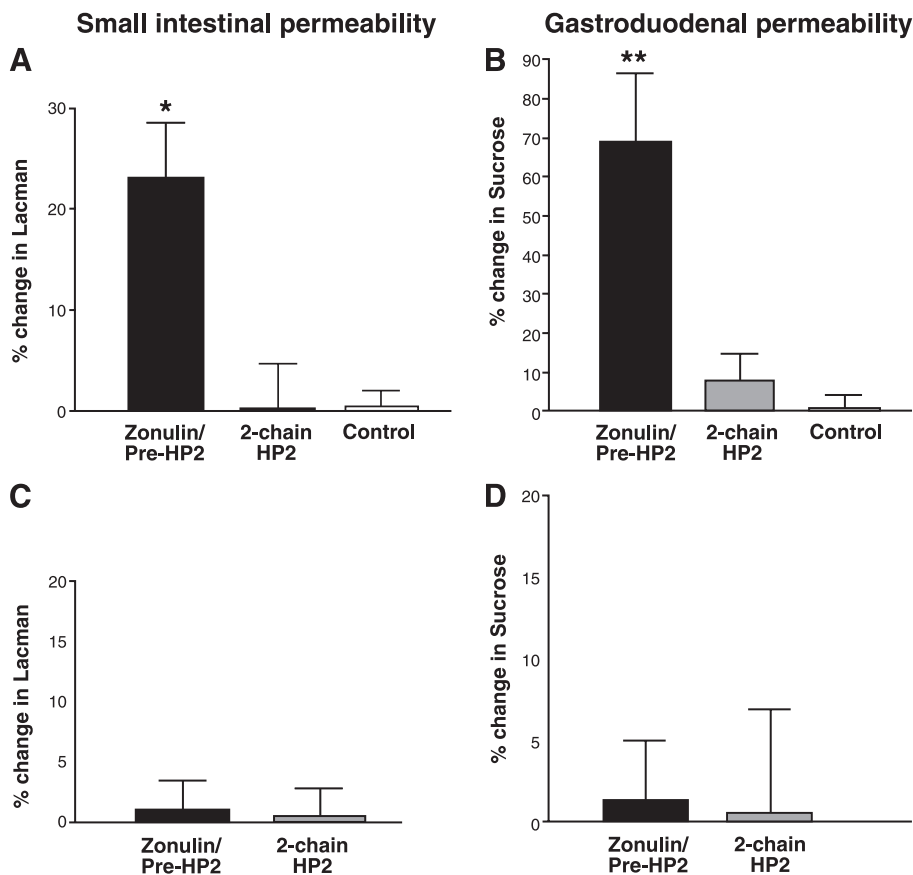 Small intestinal permeability
Gastroduodenal permeability
A
% change in Lacman
30
20
10
0
*
Zonulin/
Pre-HP2
2-chain
HP2
Control
B
% change in Sucrose
90
80
70
60
50
40
30
20
10
0
**
Zonulin/
Pre-HP2
2-chain
HP2
Control
C
% change in Lacman
20
15
10
5
0
Zonulin/
Pre-HP2
2-chain
HP2
D
% change in Sucrose
20
15
10
5
0
Zonulin/
Pre-HP2
2-chain
HP2